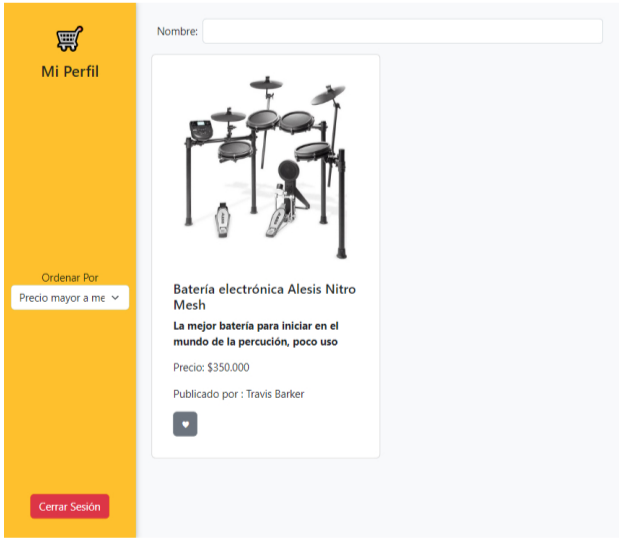 Mi Perfil
Ordenar Por
Precio mayor a me
Cerrar Sesión
Nombre:
Batería electrónica Alesis Nitro
Mesh
La mejor batería para iniciar en el
mundo de la percución, poco uso
Precio: $350.000
Publicado por : Travis Barker